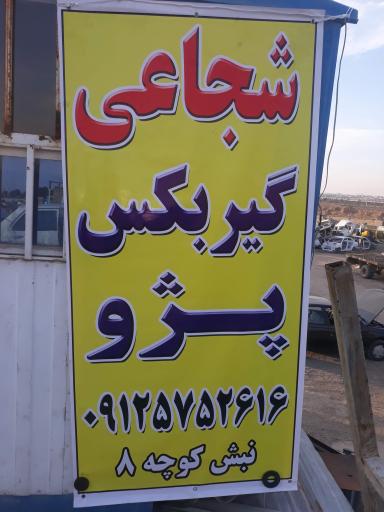 شجاعی
گیربکس
پژو
۰۹۱۲۵۷۵۲۶۱۶
نبش کوچه ۸